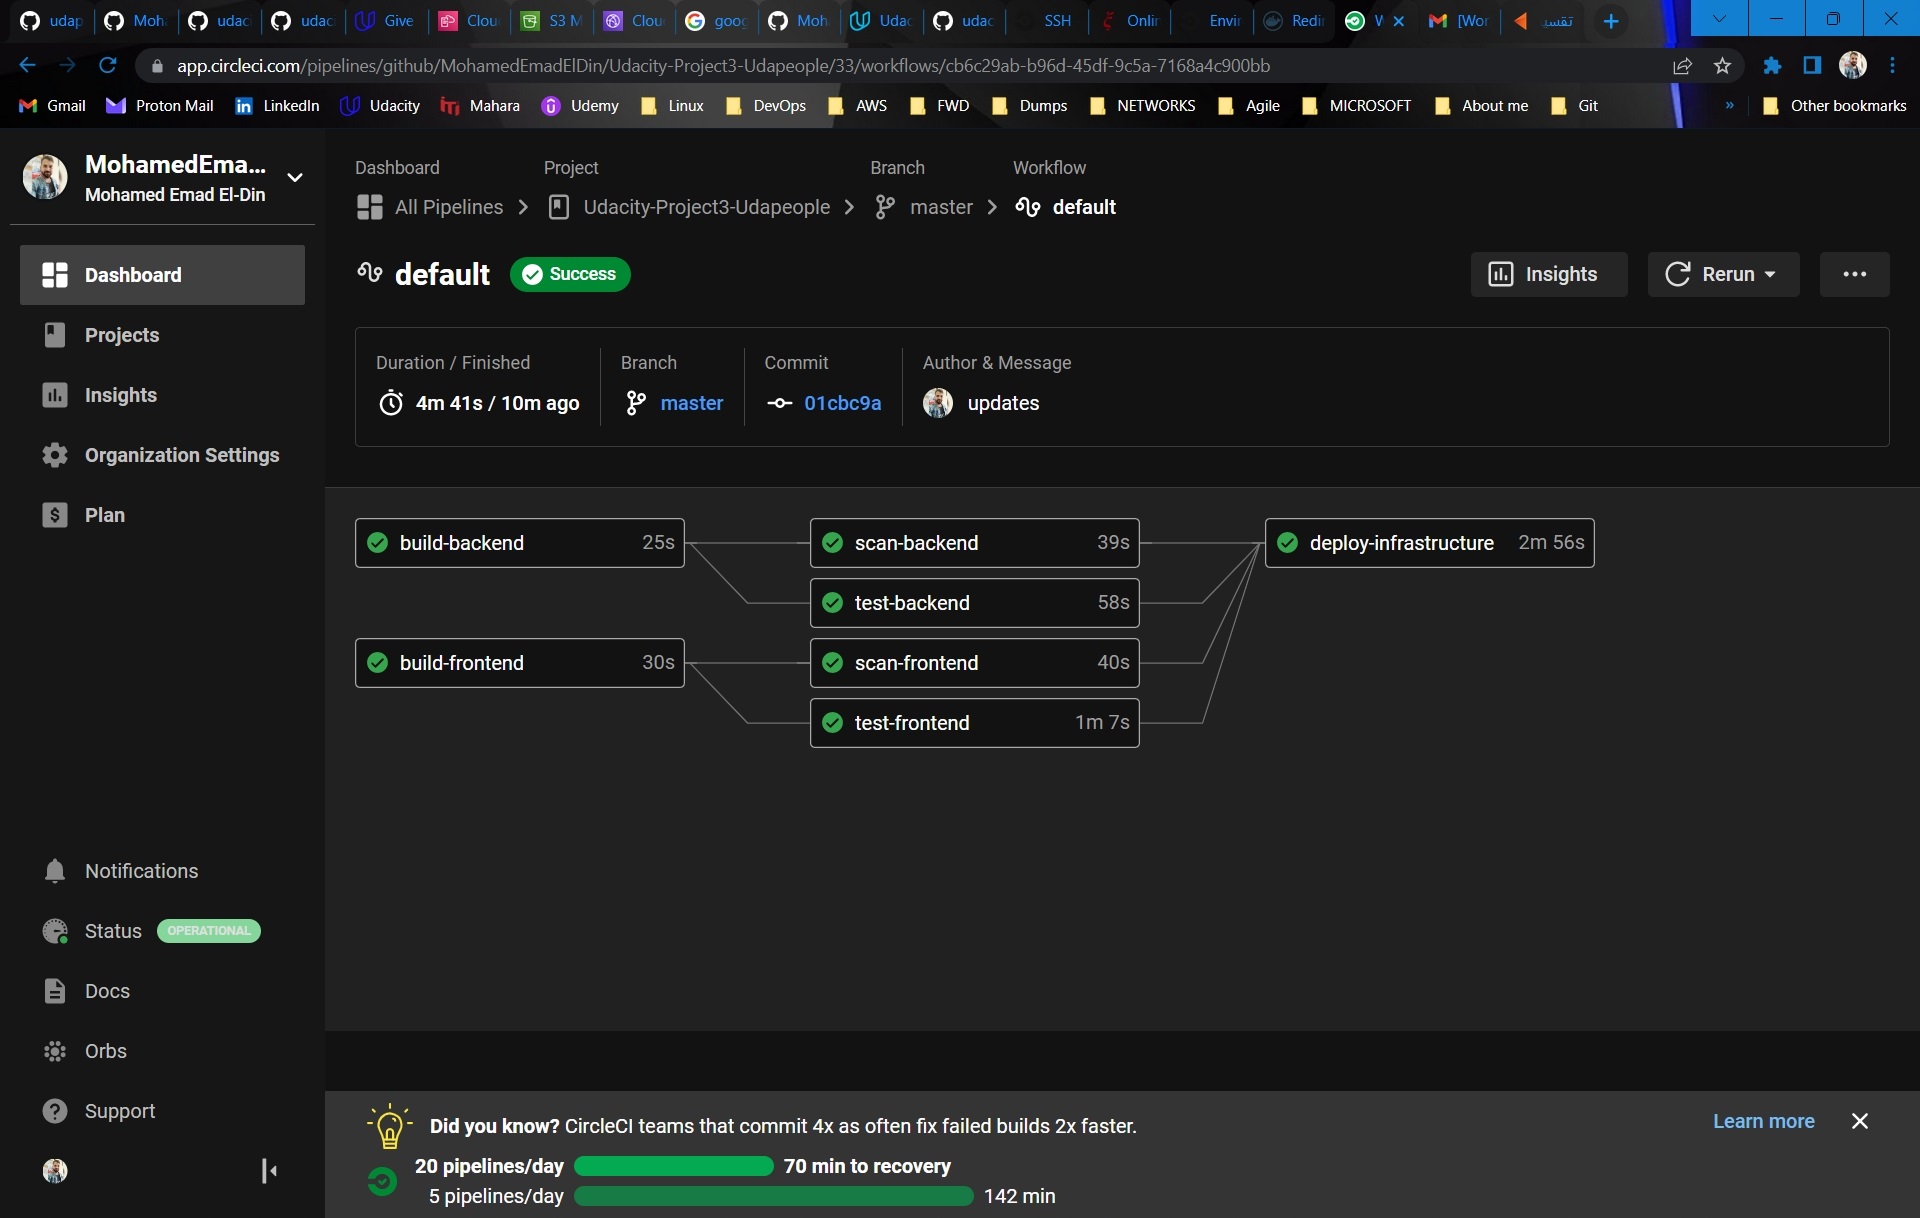 udap Moh udac udac Give Clou S3 M Clou goog Moh Udac udac SSH Onlin Envir Redir W [Wor تقسـ
app.circleci.com/pipelines/github/MohamedEmadElDin/Udacity-Project3-Udapeople/33/workflows/cb6c29ab-b96d-45df-9c5a-7168a4c900bb
Gmail Proton Mail LinkedIn Udacity Mahara Udemy Linux DevOps AWS FWD Dumps NETWORKS Agile MICROSOFT About me Git » Other bookmarks
MohamedEma...
Mohamed Emad El-Din
Dashboard
Projects
Insights
Organization Settings
Plan
Notifications
Status OPERATIONAL
Docs
Orbs
Support
Dashboard Project Branch Workflow
All Pipelines Udacity-Project3-Udapeople master default
default Success Insights Rerun
Duration / Finished Branch Commit Author & Message
4m 41s / 10m ago master 01cbc9a updates
build-backend 25s scan-backend 39s deploy-infrastructure 2m 56s
test-backend 58s
build-frontend 30s scan-frontend 40s
test-frontend 1m 7s
Did you know? CircleCI teams that commit 4x as often fix failed builds 2x faster. Learn more
20 pipelines/day 70 min to recovery
5 pipelines/day 142 min